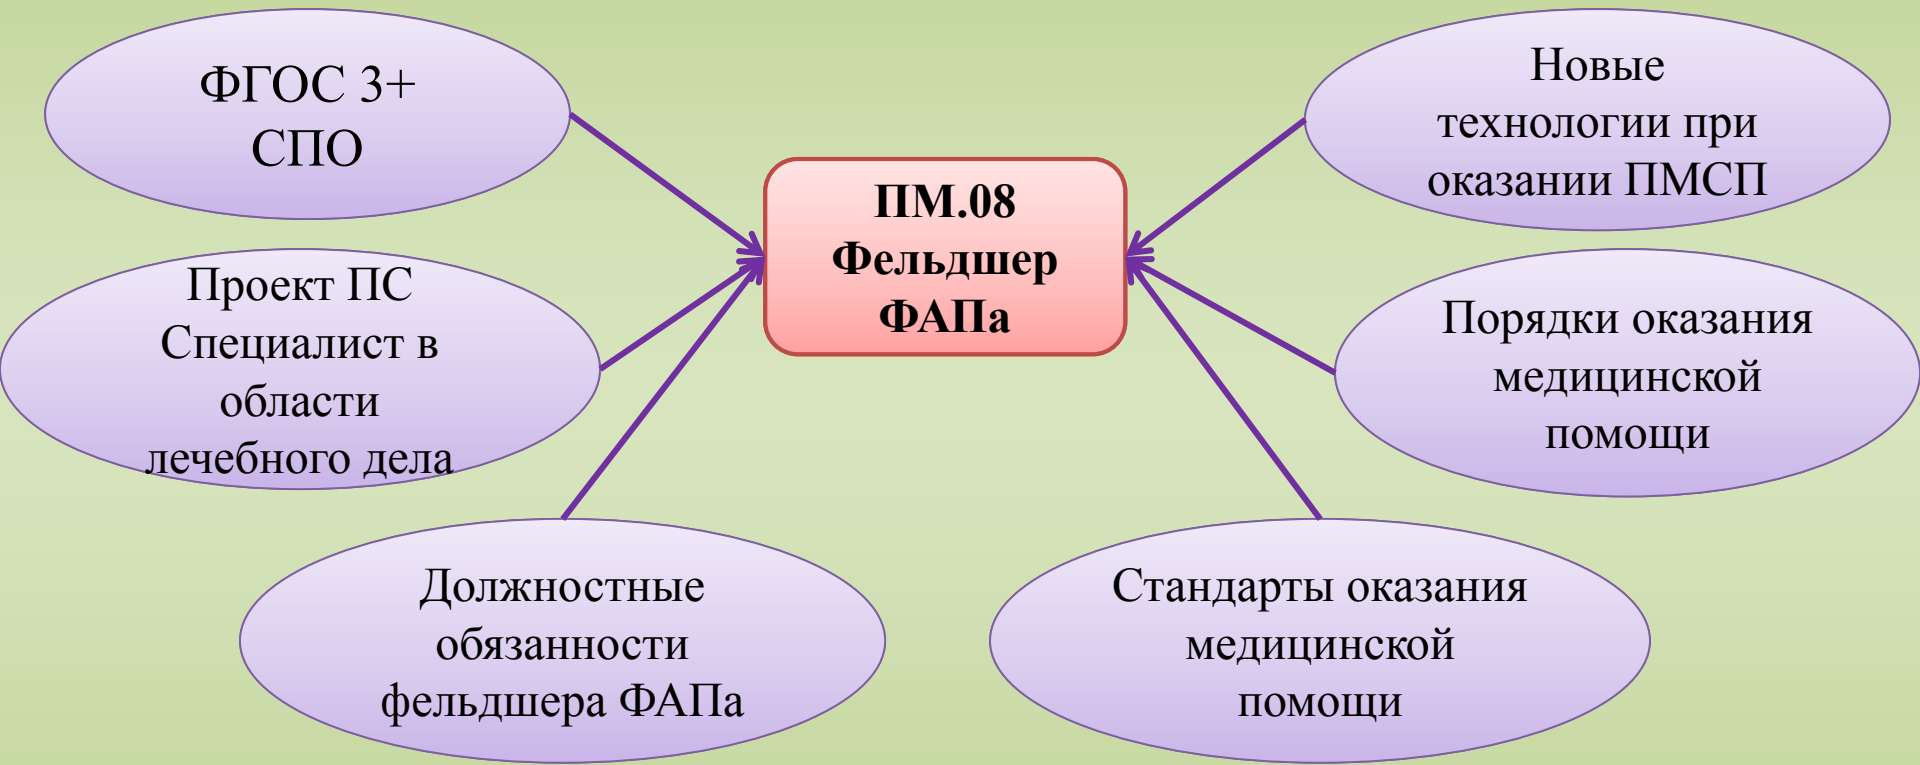 ФГОС 3+
СПО
Проект ПС
Специалист в
области
лечебного дела
Должностные
обязанности
фельдшера ФАПа
ПМ.08
Фельдшер
ФАПа
Новые
технологии при
оказании ПМСП
Порядки оказания
медицинской
помощи
Стандарты оказания
медицинской
помощи